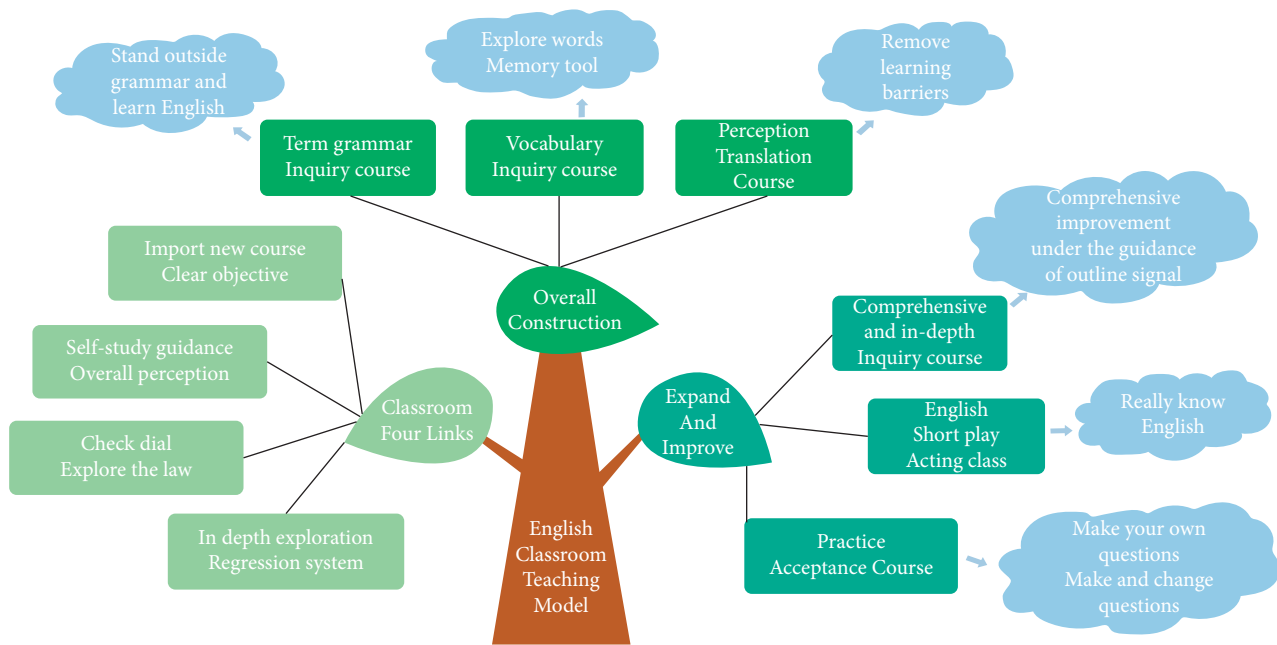 Stand outside
grammar and
learn English
Explore words
Memory tool
Remove
learning
barriers
Term grammar
Inquiry course
Vocabulary
Inquiry course
Perception
Translation
Course
Comprehensive
improvement
under the guidance
of outline signal
Import new course
Clear objective
Overall
Construction
Comprehensive
and in-depth
Inquiry course
Self-study guidance
Overall perception
Classroom
Four Links
Expand
And
Improve
English
Short play
Acting class
Really know
English
Check dial
Explore the law
In depth exploration
Regression system
English
Classroom
Teaching
Model
Practice
Acceptance Course
Make your own
questions
Make and change
questions